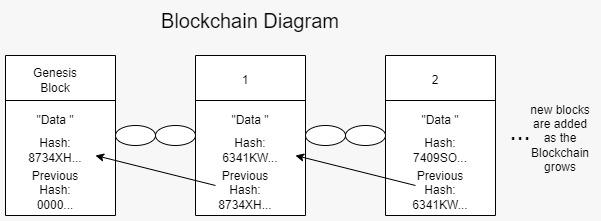 Blockchain Diagram
Genesis
Block
"Data "
Hash:
8734XH...
Previous
Hash:
0000...
1
"Data "
Hash:
6341KW...
Previous
Hash:
8734XH...
2
"Data "
Hash:
7409SO...
Previous
Hash:
6341KW...
...
new blocks
are added
as the
Blockchain
grows